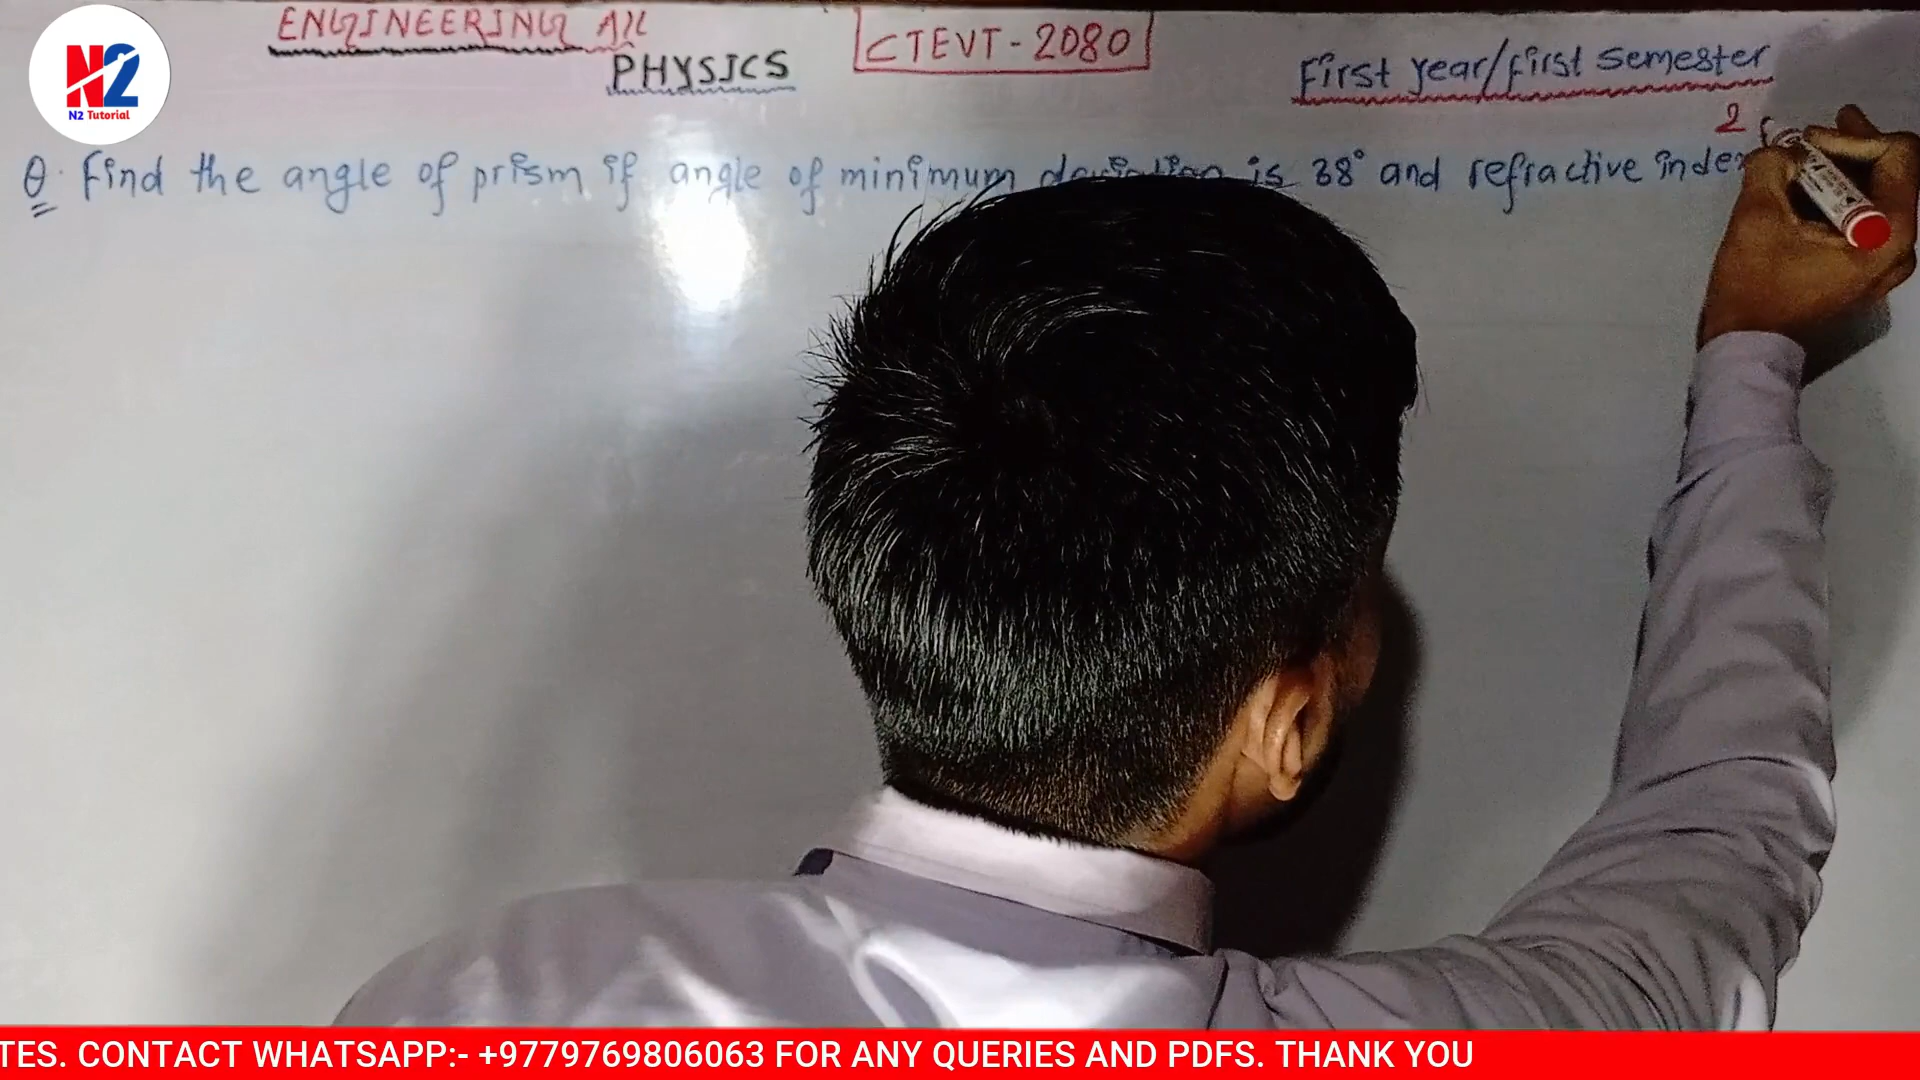 ENGINEERING All
PHYSICS
CTEVT - 2080
First year/first semester
N2
N2 Tutorial
2
Q. Find the angle of prism if angle of minimum deviation is 38° and refractive index
TES. CONTACT WHATSAPP:- +9779769806063 FOR ANY QUERIES AND PDFS. THANK YOU